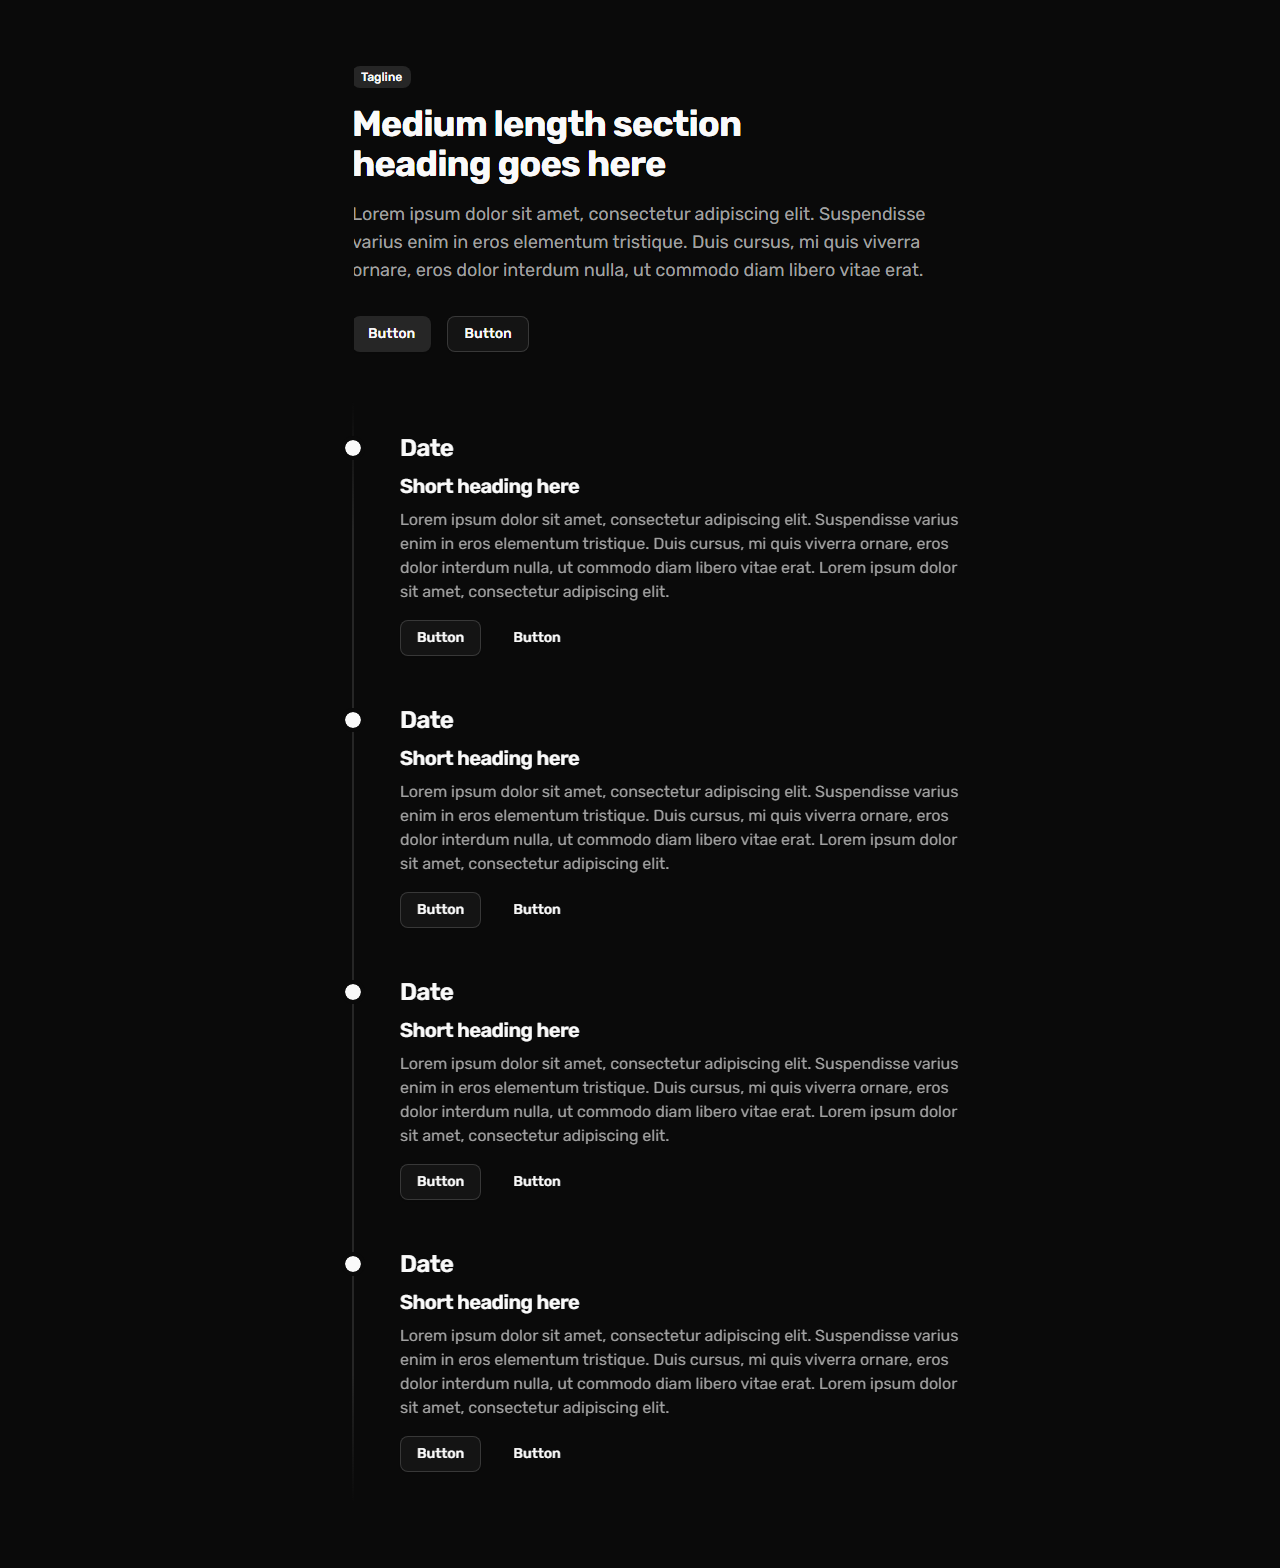 Tagline
Medium length section
heading goes here
Lorem ipsum dolor sit amet, consectetur adipiscing elit. Suspendisse
varius enim in eros elementum tristique. Duis cursus, mi quis viverra
ornare, eros dolor interdum nulla, ut commodo diam libero vitae erat.
Button Button
Date
Short heading here
Lorem ipsum dolor sit amet, consectetur adipiscing elit. Suspendisse varius
enim in eros elementum tristique. Duis cursus, mi quis viverra ornare, eros
dolor interdum nulla, ut commodo diam libero vitae erat. Lorem ipsum dolor
sit amet, consectetur adipiscing elit.
Button Button
Date
Short heading here
Lorem ipsum dolor sit amet, consectetur adipiscing elit. Suspendisse varius
enim in eros elementum tristique. Duis cursus, mi quis viverra ornare, eros
dolor interdum nulla, ut commodo diam libero vitae erat. Lorem ipsum dolor
sit amet, consectetur adipiscing elit.
Button Button
Date
Short heading here
Lorem ipsum dolor sit amet, consectetur adipiscing elit. Suspendisse varius
enim in eros elementum tristique. Duis cursus, mi quis viverra ornare, eros
dolor interdum nulla, ut commodo diam libero vitae erat. Lorem ipsum dolor
sit amet, consectetur adipiscing elit.
Button Button
Date
Short heading here
Lorem ipsum dolor sit amet, consectetur adipiscing elit. Suspendisse varius
enim in eros elementum tristique. Duis cursus, mi quis viverra ornare, eros
dolor interdum nulla, ut commodo diam libero vitae erat. Lorem ipsum dolor
sit amet, consectetur adipiscing elit.
Button Button